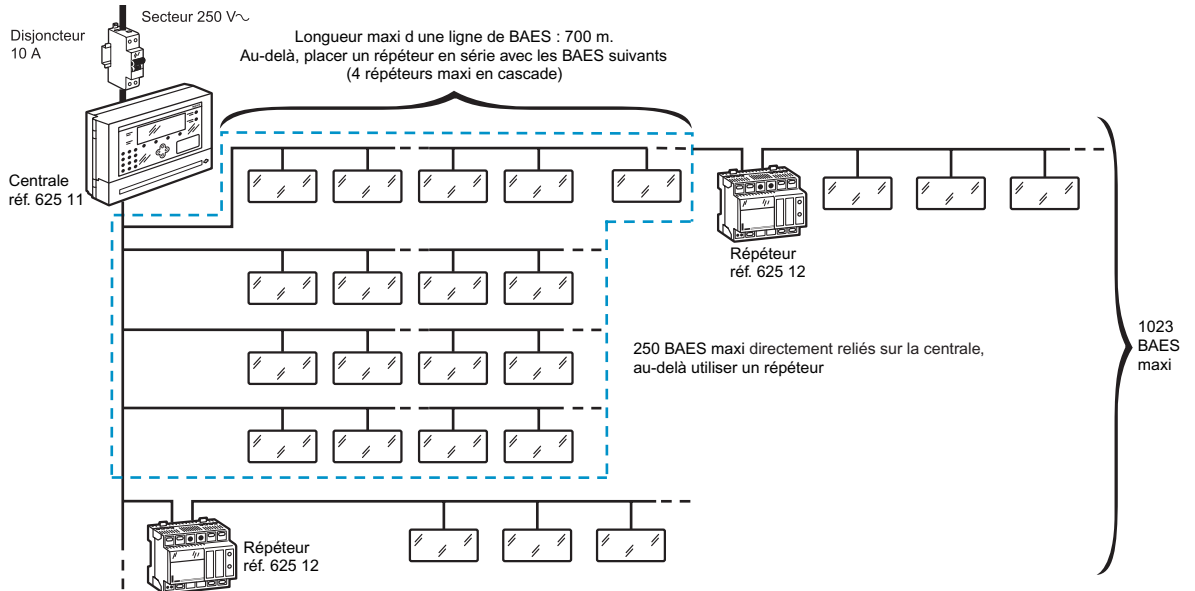 Secteur 250 V~
Disjoncteur
10 A
Longueur maxi d une ligne de BAES : 700 m.
Au-delà, placer un répéteur en série avec les BAES suivants
(4 répéteurs maxi en cascade)
Centrale
réf. 625 11
Répéteur
réf. 625 12
250 BAES maxi directement reliés sur la centrale,
au-delà utiliser un répéteur
1023
BAES
maxi
Répéteur
réf. 625 12